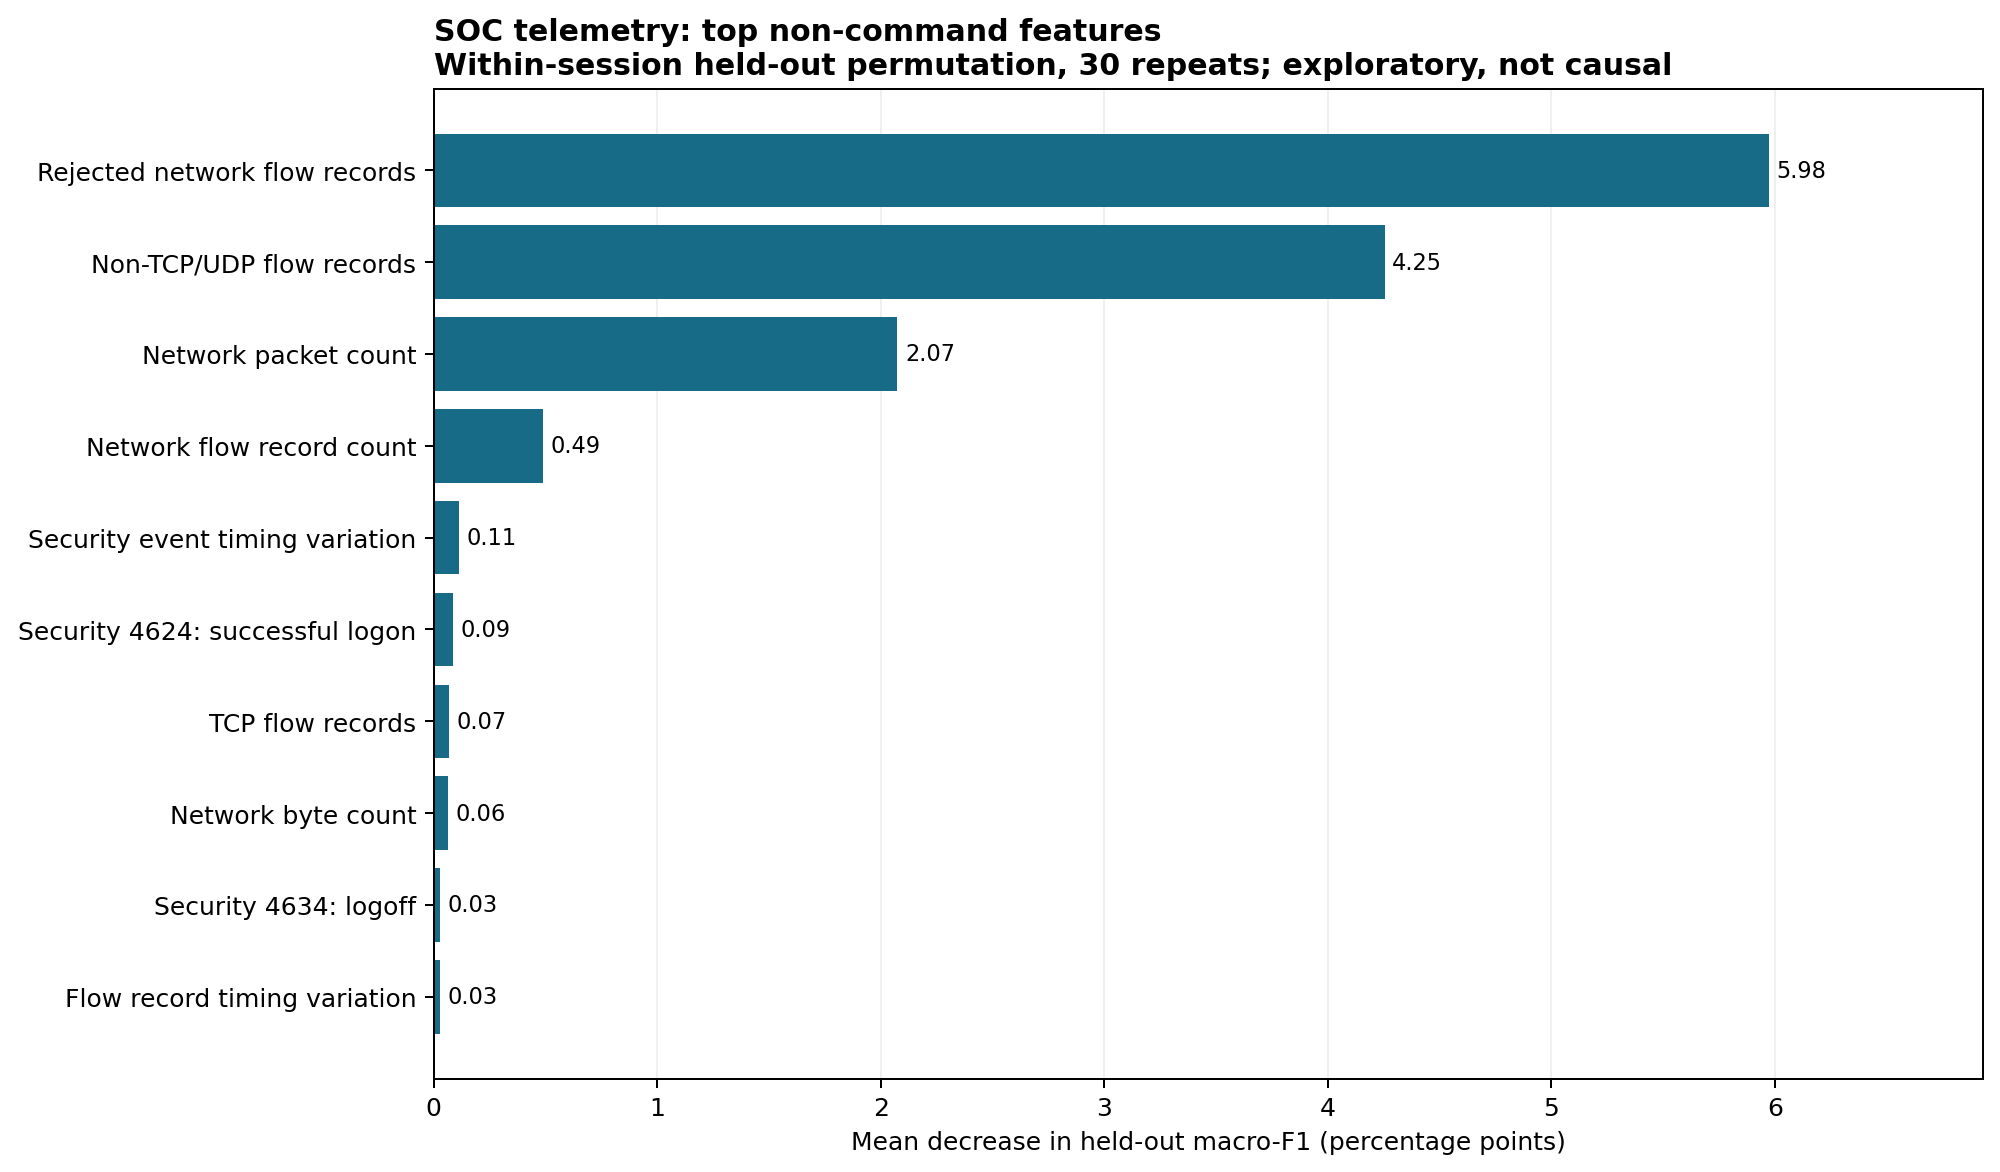 SOC telemetry: top non-command features
Within-session held-out permutation, 30 repeats; exploratory, not causal
Rejected network flow records 5.98
Non-TCP/UDP flow records 4.25
Network packet count 2.07
Network flow record count 0.49
Security event timing variation 0.11
Security 4624: successful logon 0.09
TCP flow records 0.07
Network byte count 0.06
Security 4634: logoff 0.03
Flow record timing variation 0.03
0 1 2 3 4 5 6
Mean decrease in held-out macro-F1 (percentage points)